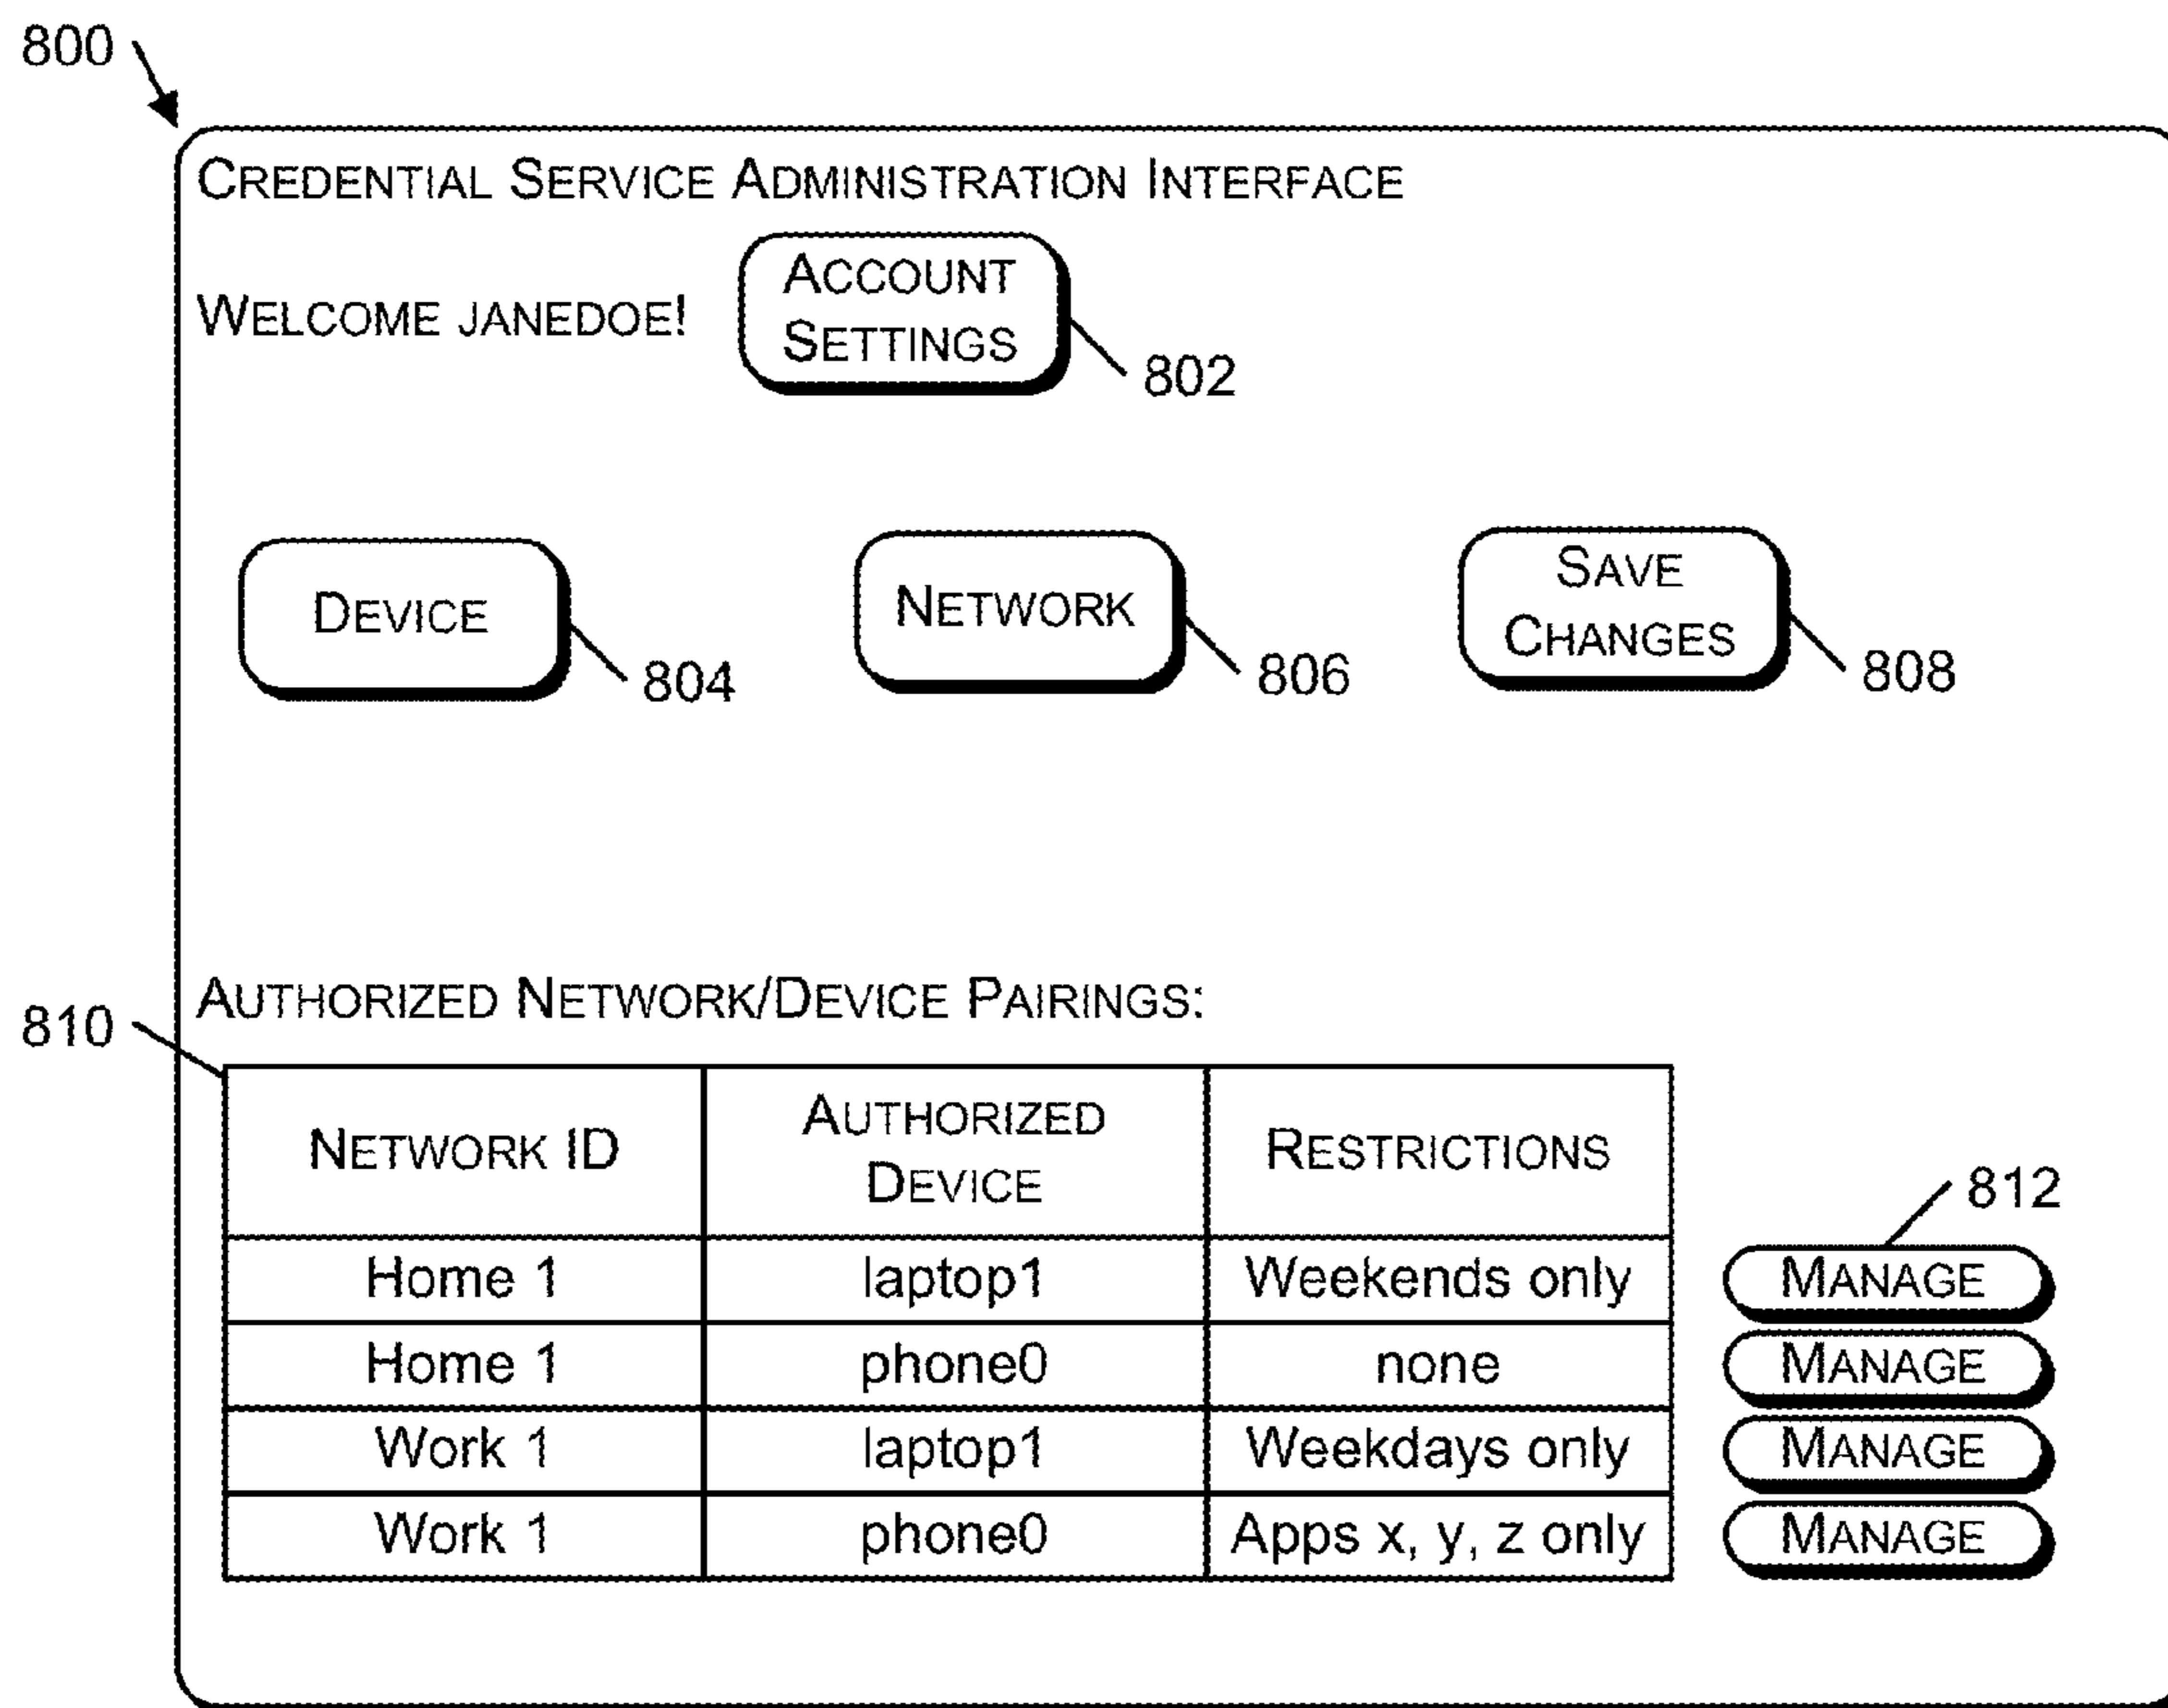 800
CREDENTIAL SERVICE ADMINISTRATION INTERFACE
WELCOME JANEDOE!
ACCOUNT
SETTINGS
802
DEVICE
804
NETWORK
806
SAVE
CHANGES
808
AUTHORIZED NETWORK/DEVICE PAIRINGS:
810
NETWORK ID
AUTHORIZED
DEVICE
RESTRICTIONS
812
Home 1 laptop1 Weekends only MANAGE
Home 1 phone0 none MANAGE
Work 1 laptop1 Weekdays only MANAGE
Work 1 phone0 Apps x, y, z only MANAGE